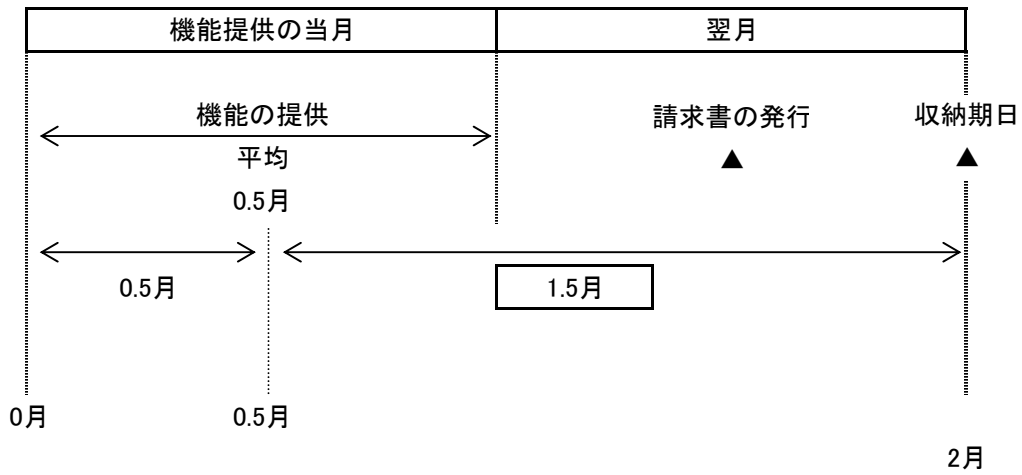 機能提供の当月
翌月
機能の提供
請求書の発行
収納期日
平均
▲
▲
0.5月
0.5月
1.5月
0月
0.5月
2月